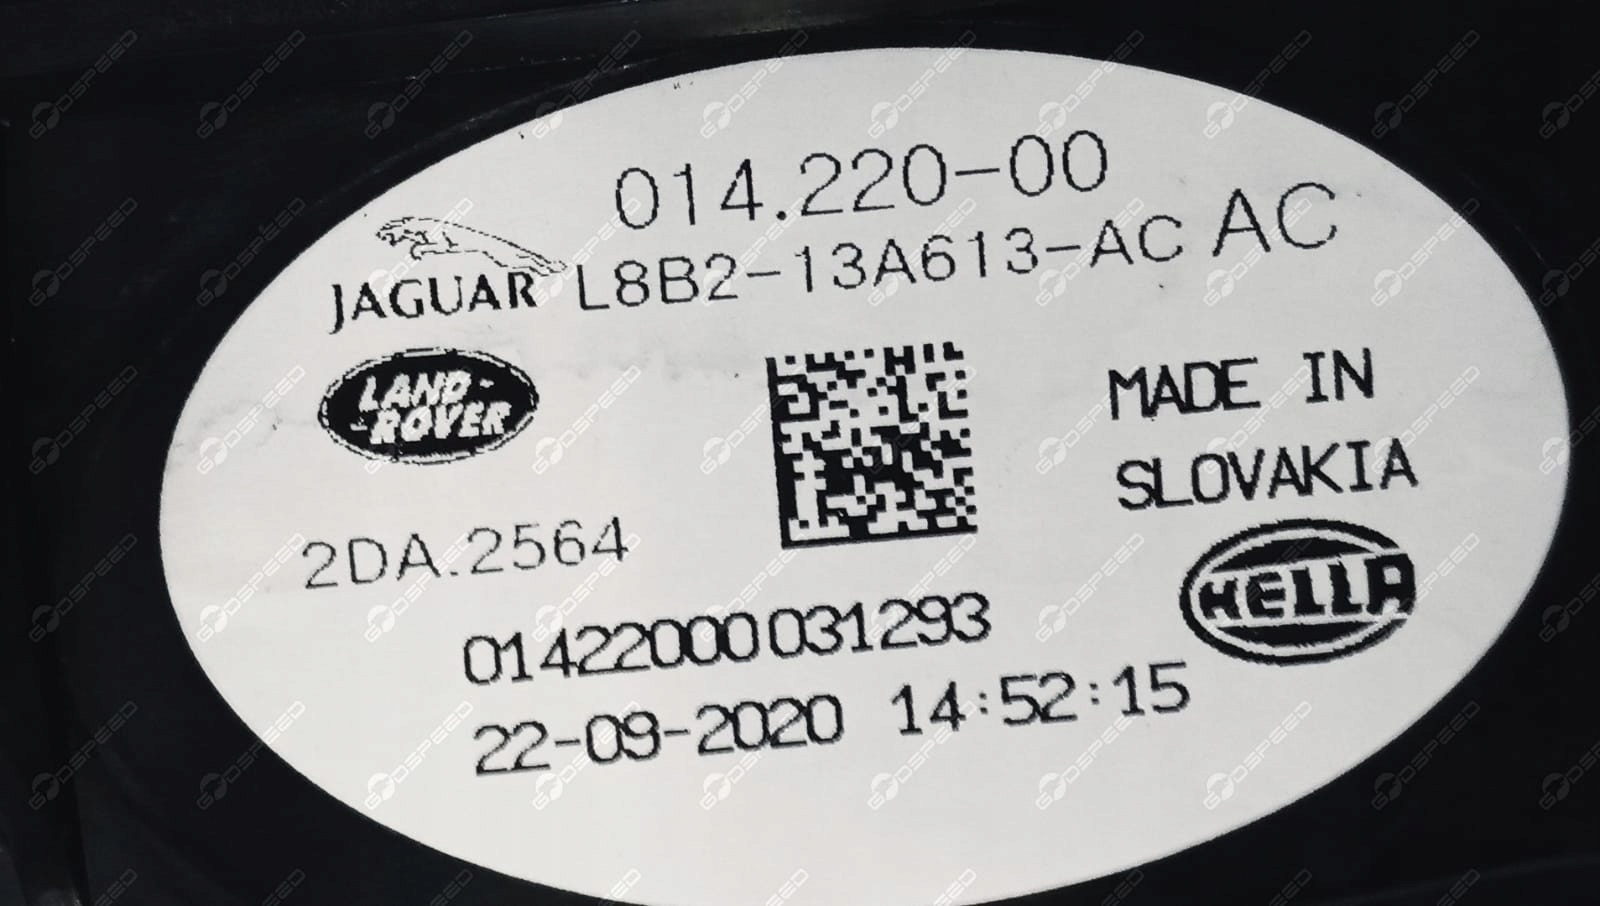 014.220-00
JAGUAR L8B2-13A613-AC AC
LAND-
-ROVER
MADE IN
SLOVAKIA
2DA.2564
HELLA
01422000031293
22-09-2020 14:52:15
GODSPEED